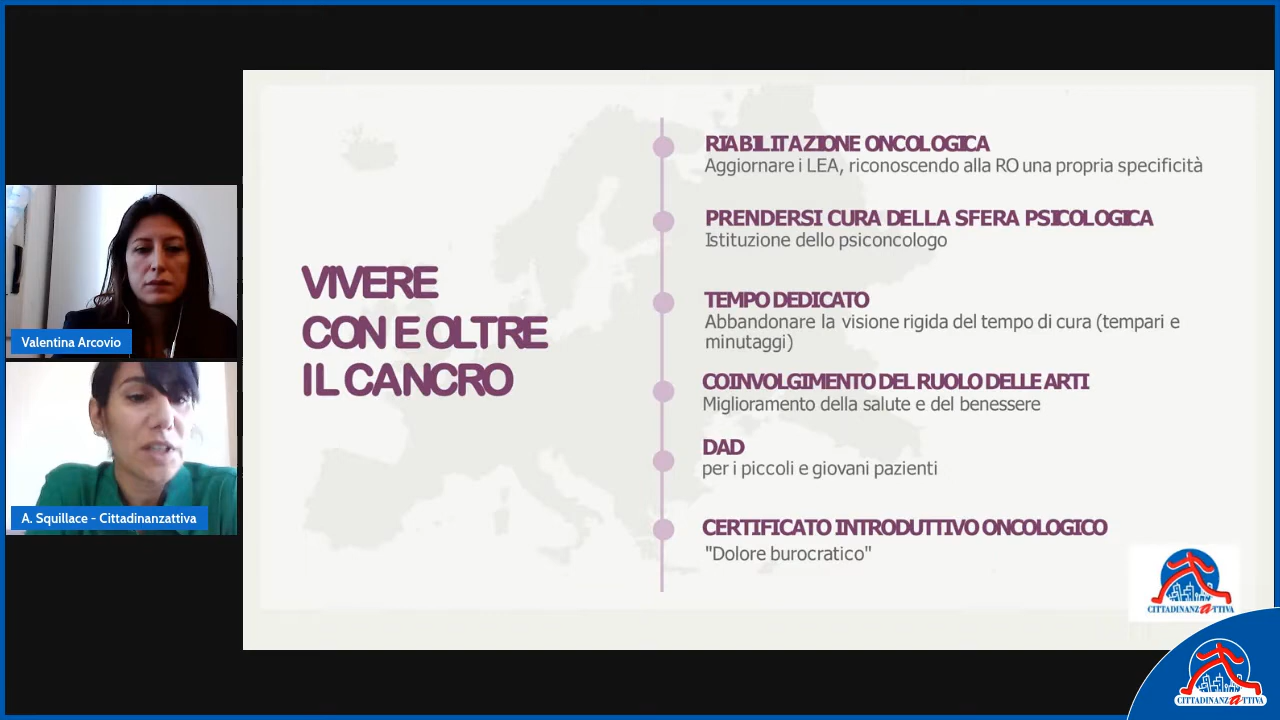 Valentina Arcovio
A. Squillace - Cittadinanzattiva
VIVERE
CON E OLTRE
IL CANCRO
RIABILITAZIONE ONCOLOGICA
Aggiornare i LEA, riconoscendo alla RO una propria specificità
PRENDERSI CURA DELLA SFERA PSICOLOGICA
Istituzione dello psiconcologo
TEMPO DEDICATO
Abbandonare la visione rigida del tempo di cura (tempari e
minutaggi)
COINVOLGIMENTO DEL RUOLO DELLE ARTI
Miglioramento della salute e del benessere
DAD
per i piccoli e giovani pazienti
CERTIFICATO INTRODUTTIVO ONCOLOGICO
"Dolore burocratico"
CITTADINANZATTIVA
CITTADINANZATTIVA